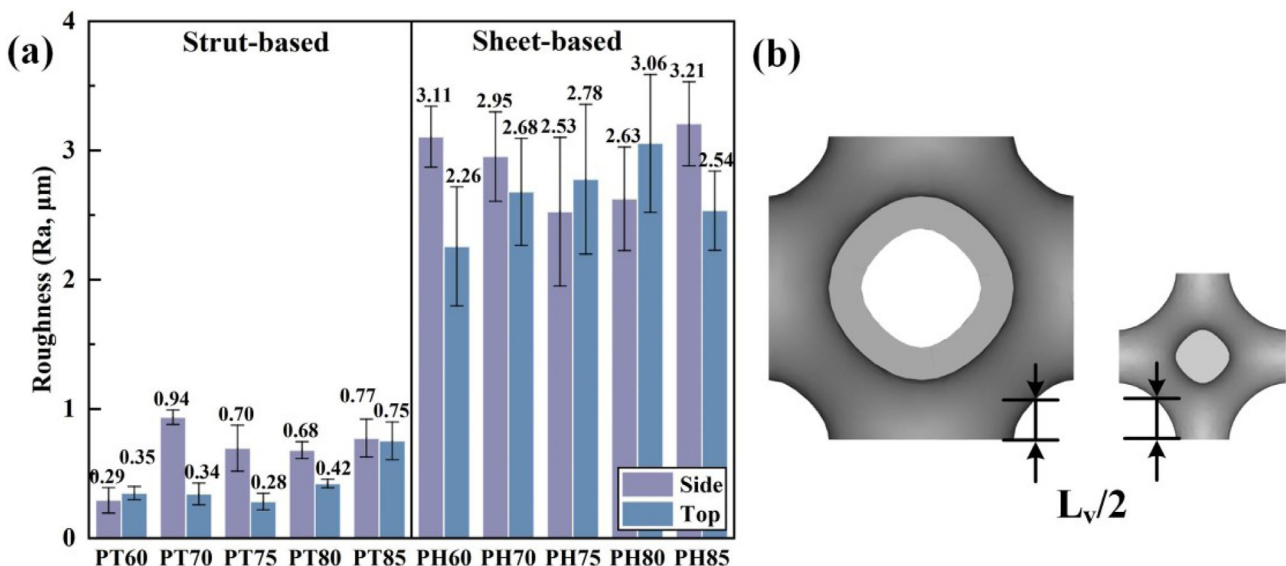 (a)
Strut-based
Sheet-based
(b)
Roughness (Ra, μm)
4
3
2
1
0
0.29
0.35
0.94
0.34
0.70
0.28
0.68
0.42
0.77
0.75
3.11
2.26
2.95
2.68
2.53
2.78
2.63
3.06
3.21
2.54
Side
Top
PT60 PT70 PT75 PT80 PT85 PH60 PH70 PH75 PH80 PH85
Lv/2